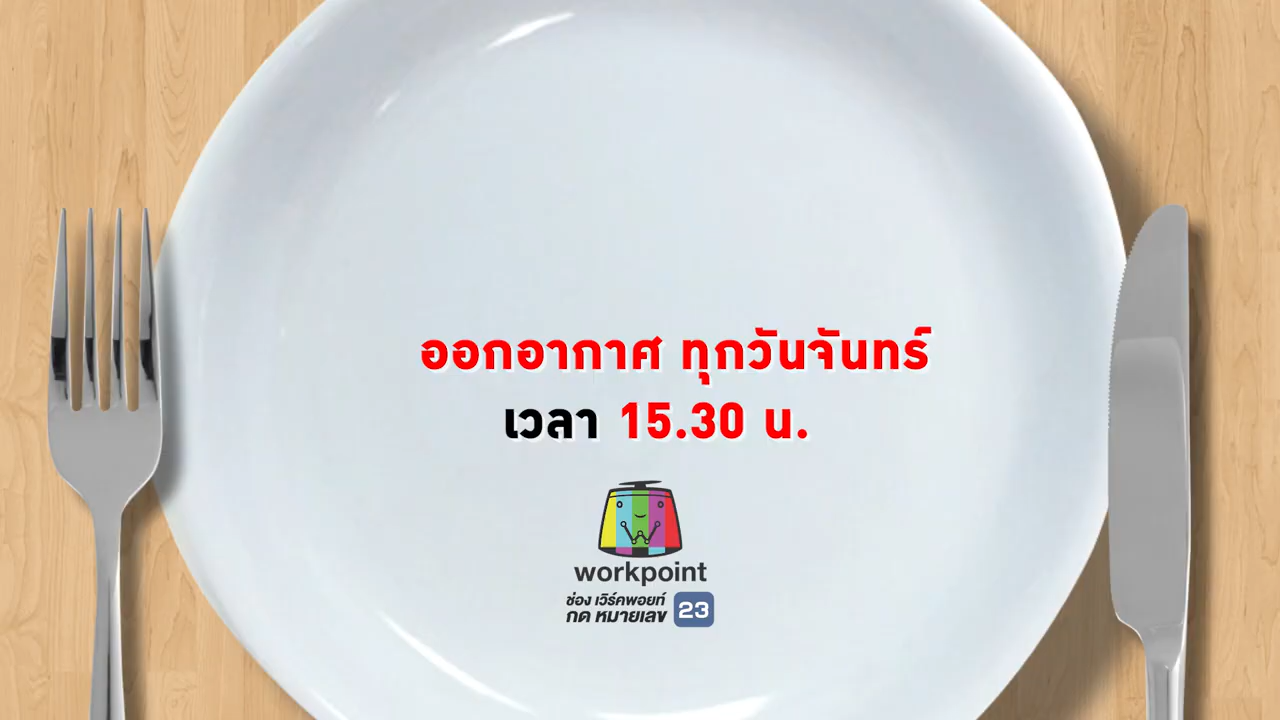 ออกอากาศ ทุกวันจันทร์
เวลา 15.30 น.
workpoint
ช่อง เวิร์คพอยท์
กด หมายเลข 23